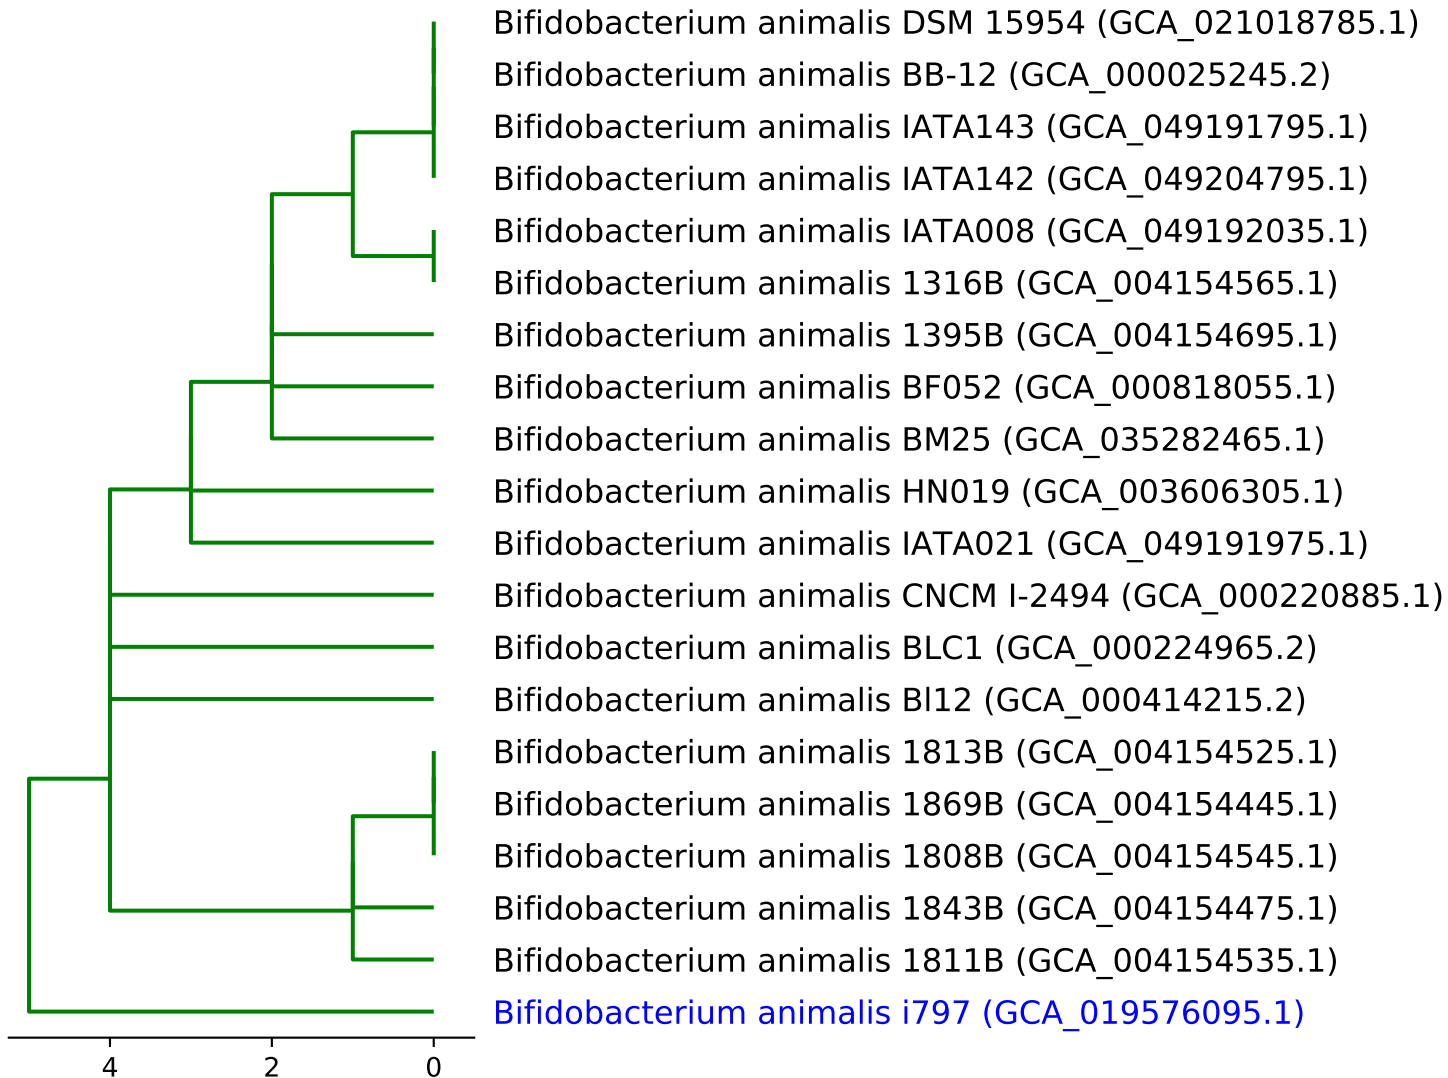 Bifidobacterium animalis DSM 15954 (GCA_021018785.1)
Bifidobacterium animalis BB-12 (GCA_000025245.2)
Bifidobacterium animalis IATA143 (GCA_049191795.1)
Bifidobacterium animalis IATA142 (GCA_049204795.1)
Bifidobacterium animalis IATA008 (GCA_049192035.1)
Bifidobacterium animalis 1316B (GCA_004154565.1)
Bifidobacterium animalis 1395B (GCA_004154695.1)
Bifidobacterium animalis BF052 (GCA_000818055.1)
Bifidobacterium animalis BM25 (GCA_035282465.1)
Bifidobacterium animalis HN019 (GCA_003606305.1)
Bifidobacterium animalis IATA021 (GCA_049191975.1)
Bifidobacterium animalis CNCM I-2494 (GCA_000220885.1)
Bifidobacterium animalis BLC1 (GCA_000224965.2)
Bifidobacterium animalis Bl12 (GCA_000414215.2)
Bifidobacterium animalis 1813B (GCA_004154525.1)
Bifidobacterium animalis 1869B (GCA_004154445.1)
Bifidobacterium animalis 1808B (GCA_004154545.1)
Bifidobacterium animalis 1843B (GCA_004154475.1)
Bifidobacterium animalis 1811B (GCA_004154535.1)
Bifidobacterium animalis i797 (GCA_019576095.1)
4 2 0